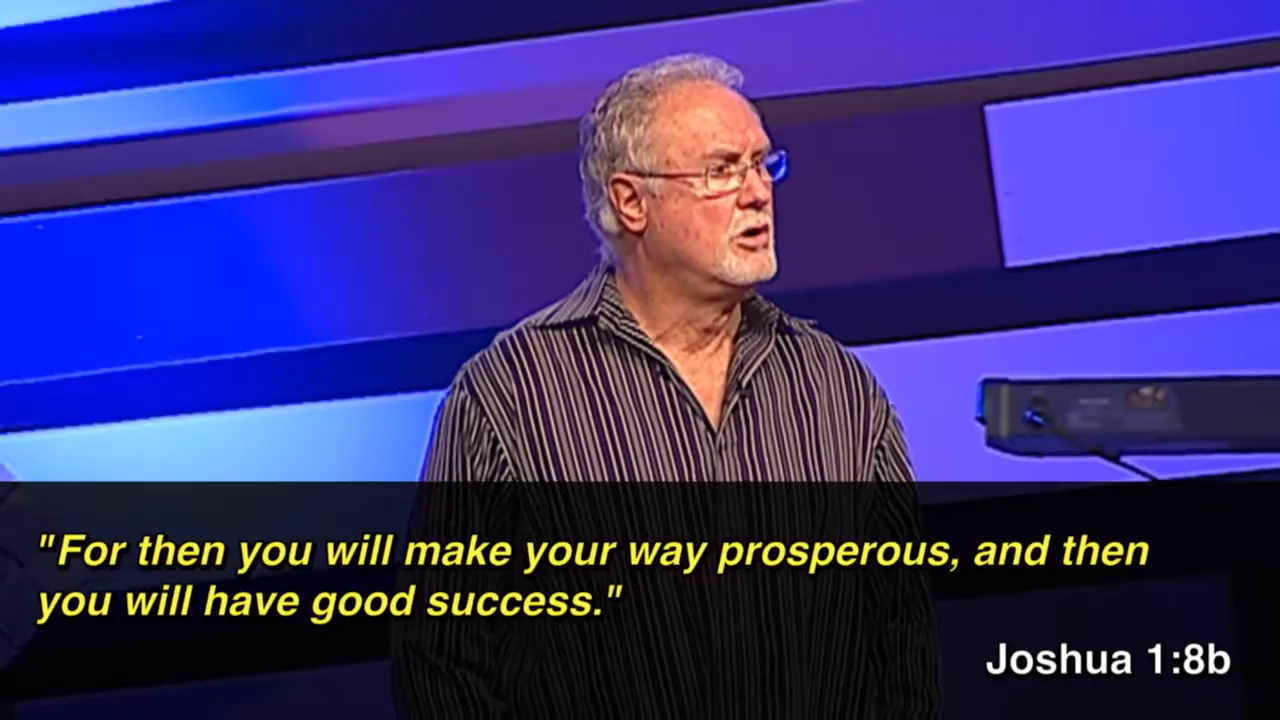 "For then you will make your way prosperous, and then
you will have good success."
Joshua 1:8b